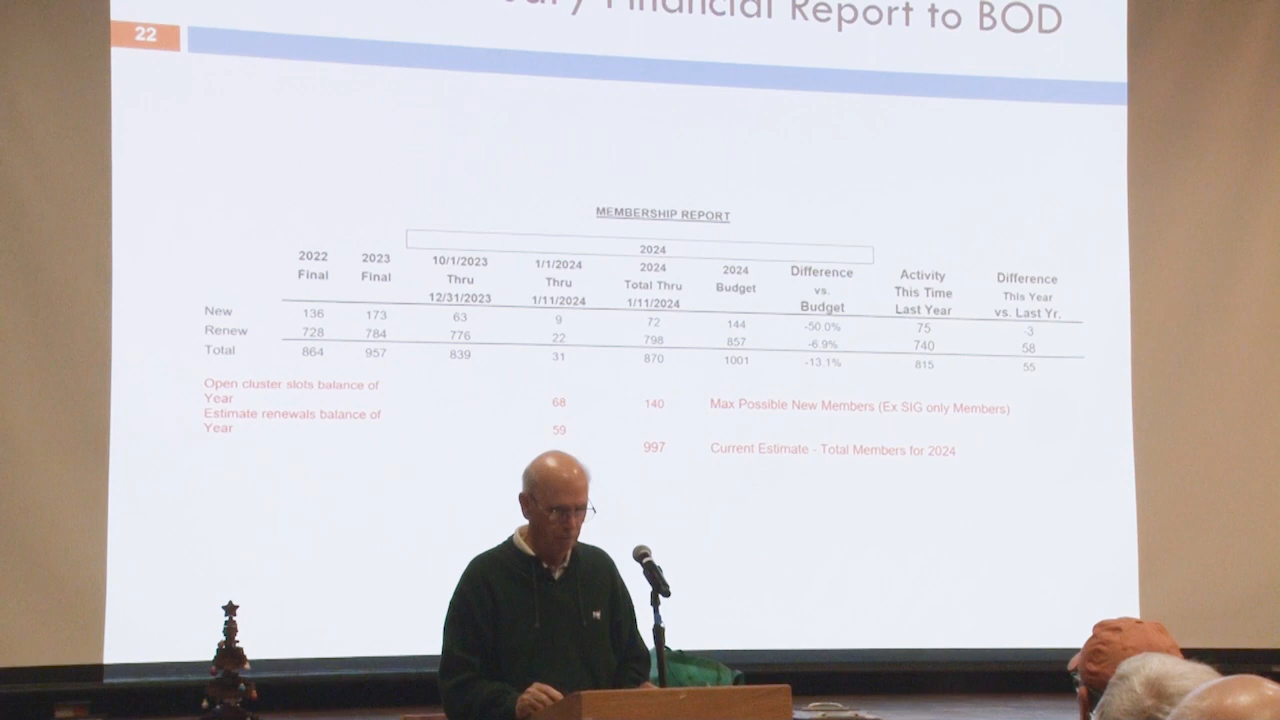 Financial Report to BOD
22
MEMBERSHIP REPORT
2024
2022 Final
2023 Final
10/1/2023 Thru 12/31/2023
1/1/2024 Thru 1/11/2024
2024 Total Thru 1/11/2024
2024 Budget
Difference vs. Budget
Activity This Time Last Year
Difference This Year vs. Last Yr.
New 136 173 63 9 72 144 -50.0% 75 -3
Renew 728 784 776 22 798 857 -6.9% 740 58
Total 864 957 839 31 870 1001 -13.1% 815 55
Open cluster slots balance of
Year 68 140 Max Possible New Members (Ex SIG only Members)
Estimate renewals balance of
Year 59
997 Current Estimate - Total Members for 2024